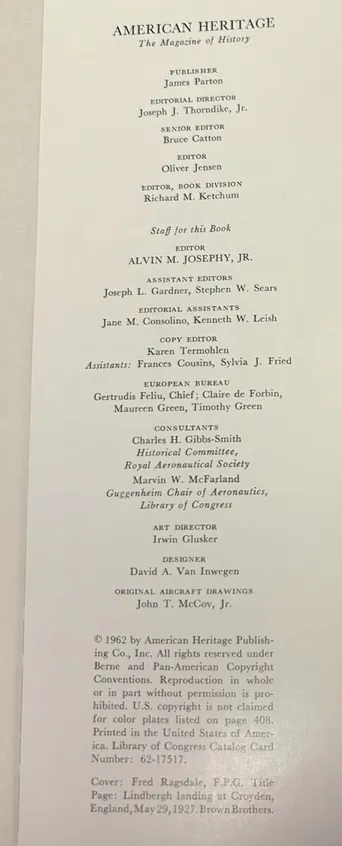 AMERICAN HERITAGE
The Magazine of History
PUBLISHER
James Parton
EDITORIAL DIRECTOR
Joseph J. Thorndike, Jr.
SENIOR EDITOR
Bruce Catton
EDITOR
Oliver Jensen
EDITOR, BOOK DIVISION
Richard M. Ketchum
Staff for this Book
EDITOR
ALVIN M. JOSEPHY, JR.
ASSISTANT EDITORS
Joseph L. Gardner, Stephen W. Sears
EDITORIAL ASSISTANTS
Jane M. Consolino, Kenneth W. Leish
COPY EDITOR
Karen Termohlen
Assistants: Frances Cousins, Sylvia J. Fried
EUROPEAN BUREAU
Gertrudis Feliu, Chief; Claire de Forbin,
Maureen Green, Timothy Green
CONSULTANTS
Charles H. Gibbs-Smith
Historical Committee,
Royal Aeronautical Society
Marvin W. McFarland
Guggenheim Chair of Aeronautics,
Library of Congress
ART DIRECTOR
Irwin Glusker
DESIGNER
David A. Van Inwegen
ORIGINAL AIRCRAFT DRAWINGS
John T. McCoy, Jr.
© 1962 by American Heritage Publish-
ing Co., Inc. All rights reserved under
Berne and Pan-American Copyright
Conventions. Reproduction in whole
or in part without permission is pro-
hibited. U.S. copyright is not claimed
for color plates listed on page 408.
Printed in the United States of Amer-
ica. Library of Congress Catalog Card
Number: 62-17517.
Cover: Fred Ragsdale, F.P.G. Title
Page: Lindbergh landing at Croyden,
England, May 29, 1927. Brown Brothers.